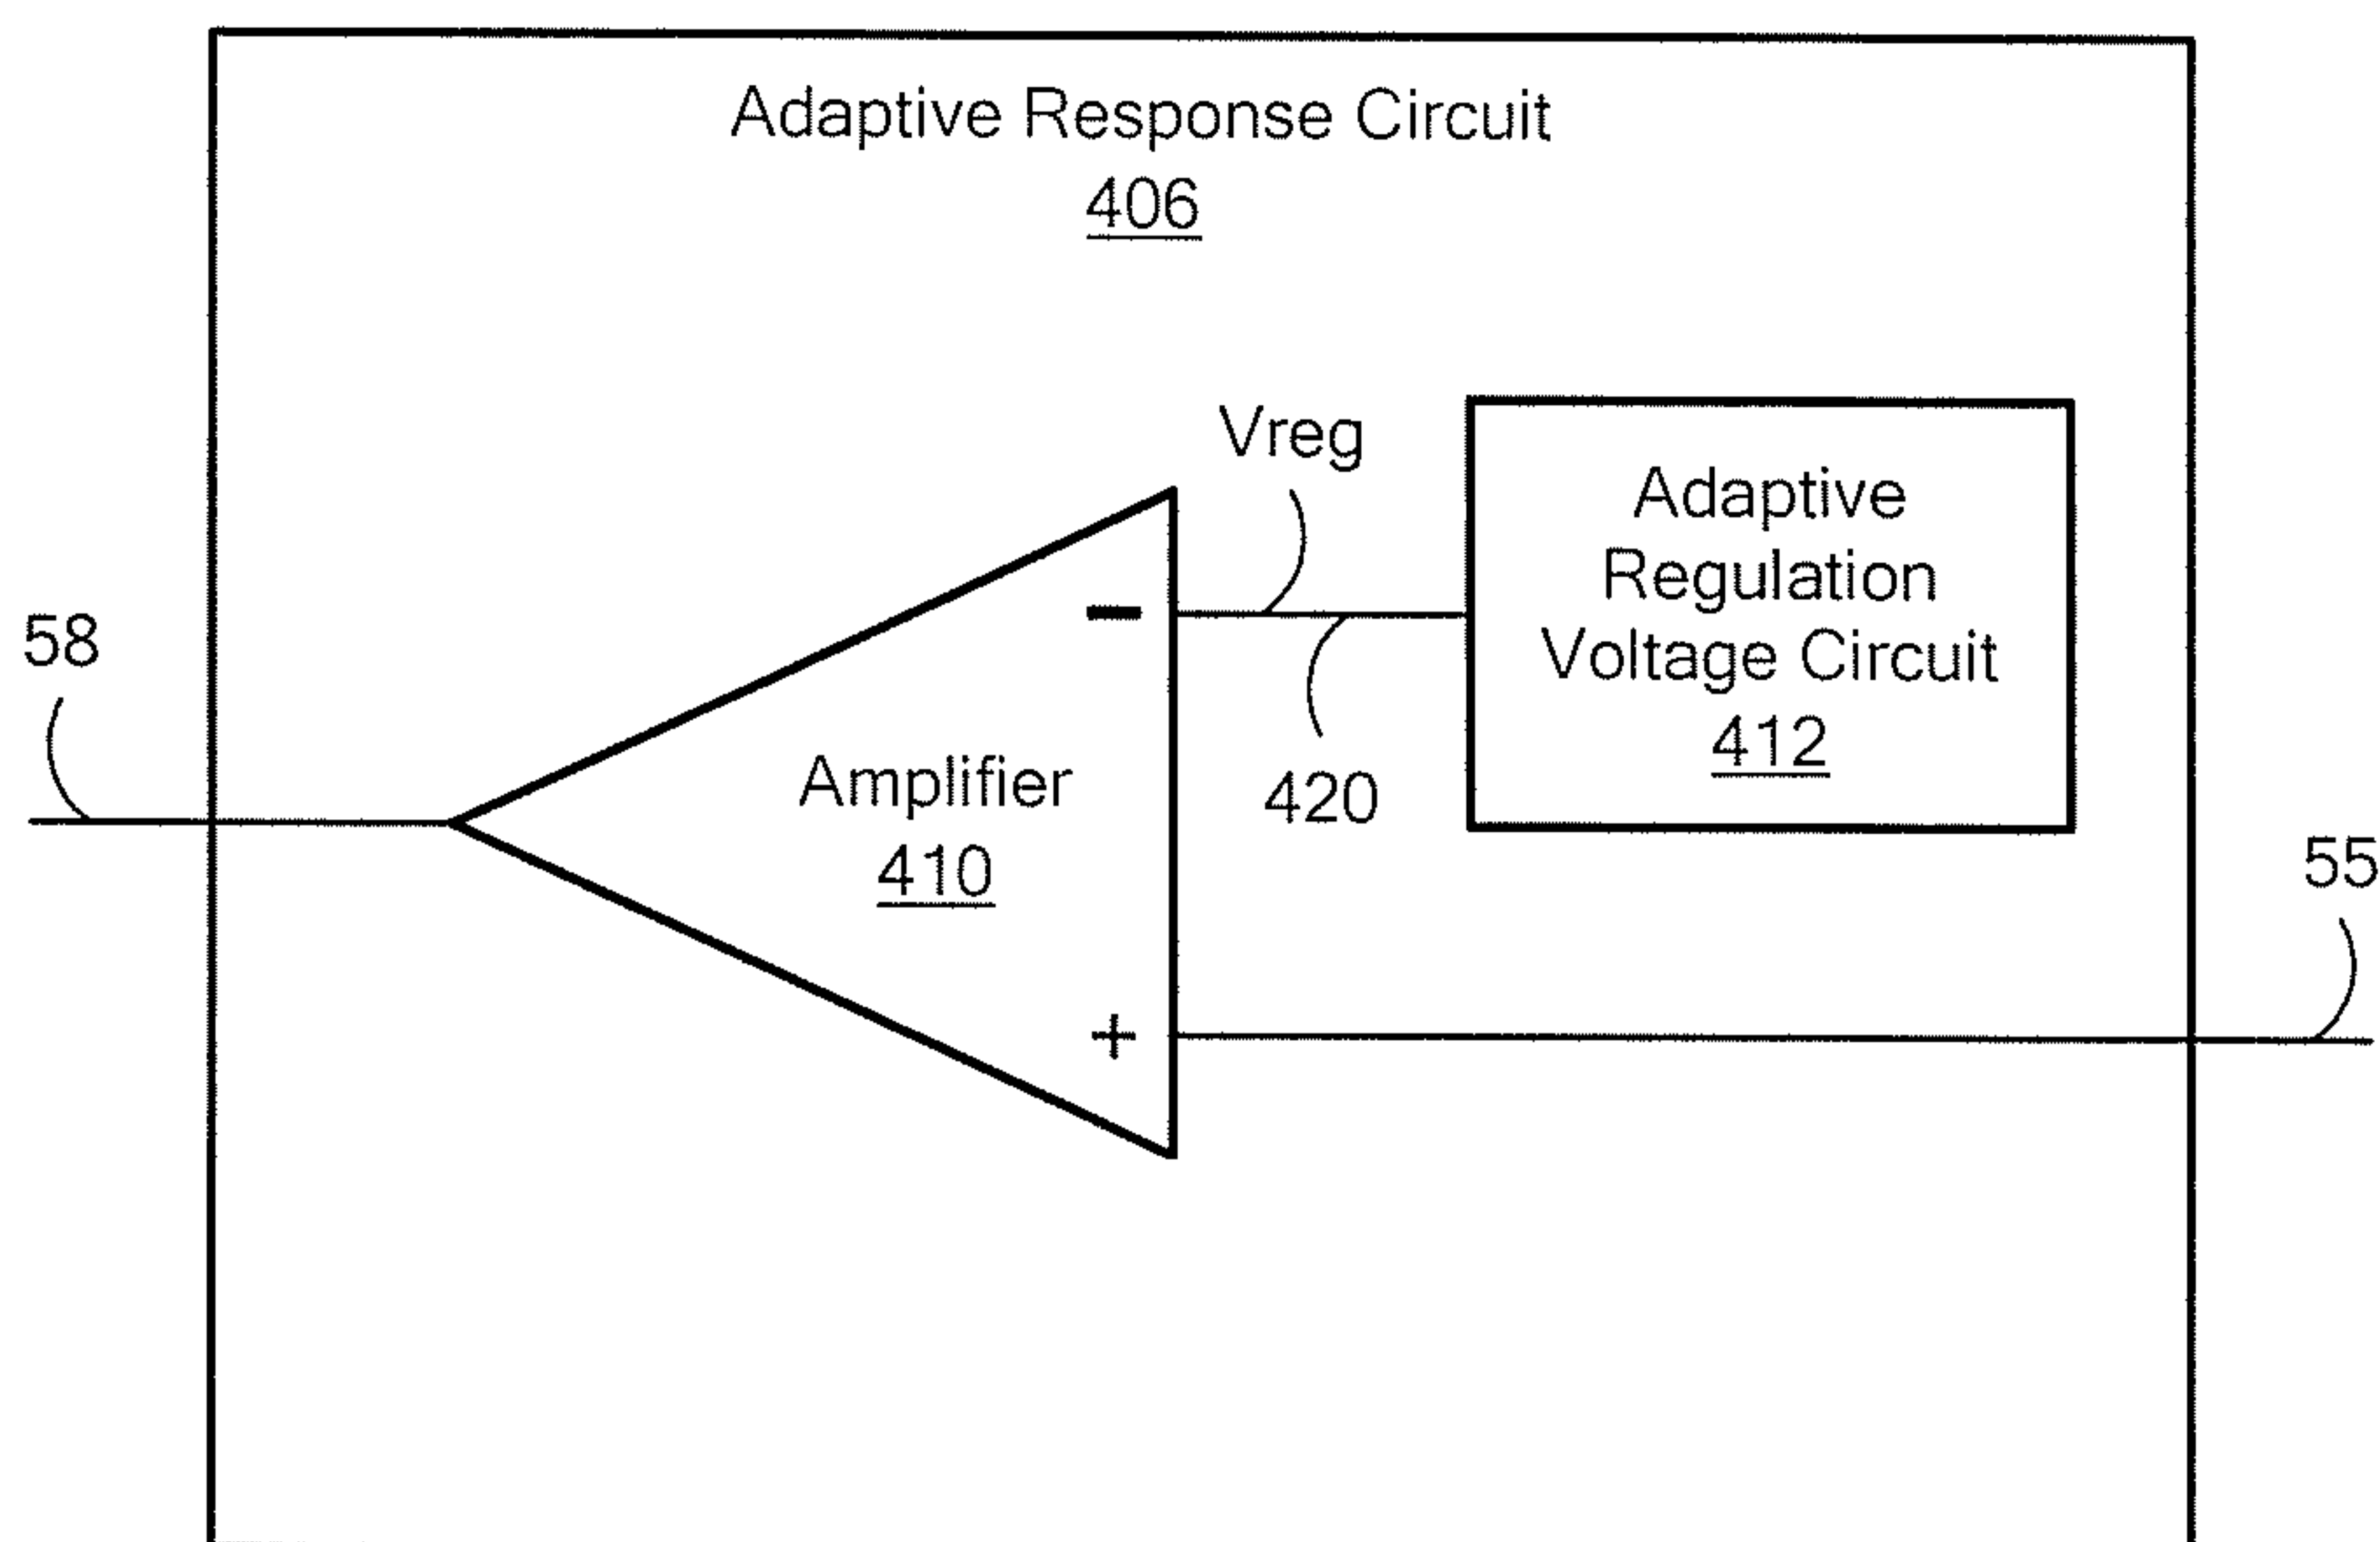 Adaptive Response Circuit
406
Vreg
Adaptive
Regulation
Voltage Circuit
412
−
58
420
Amplifier
410
55
+